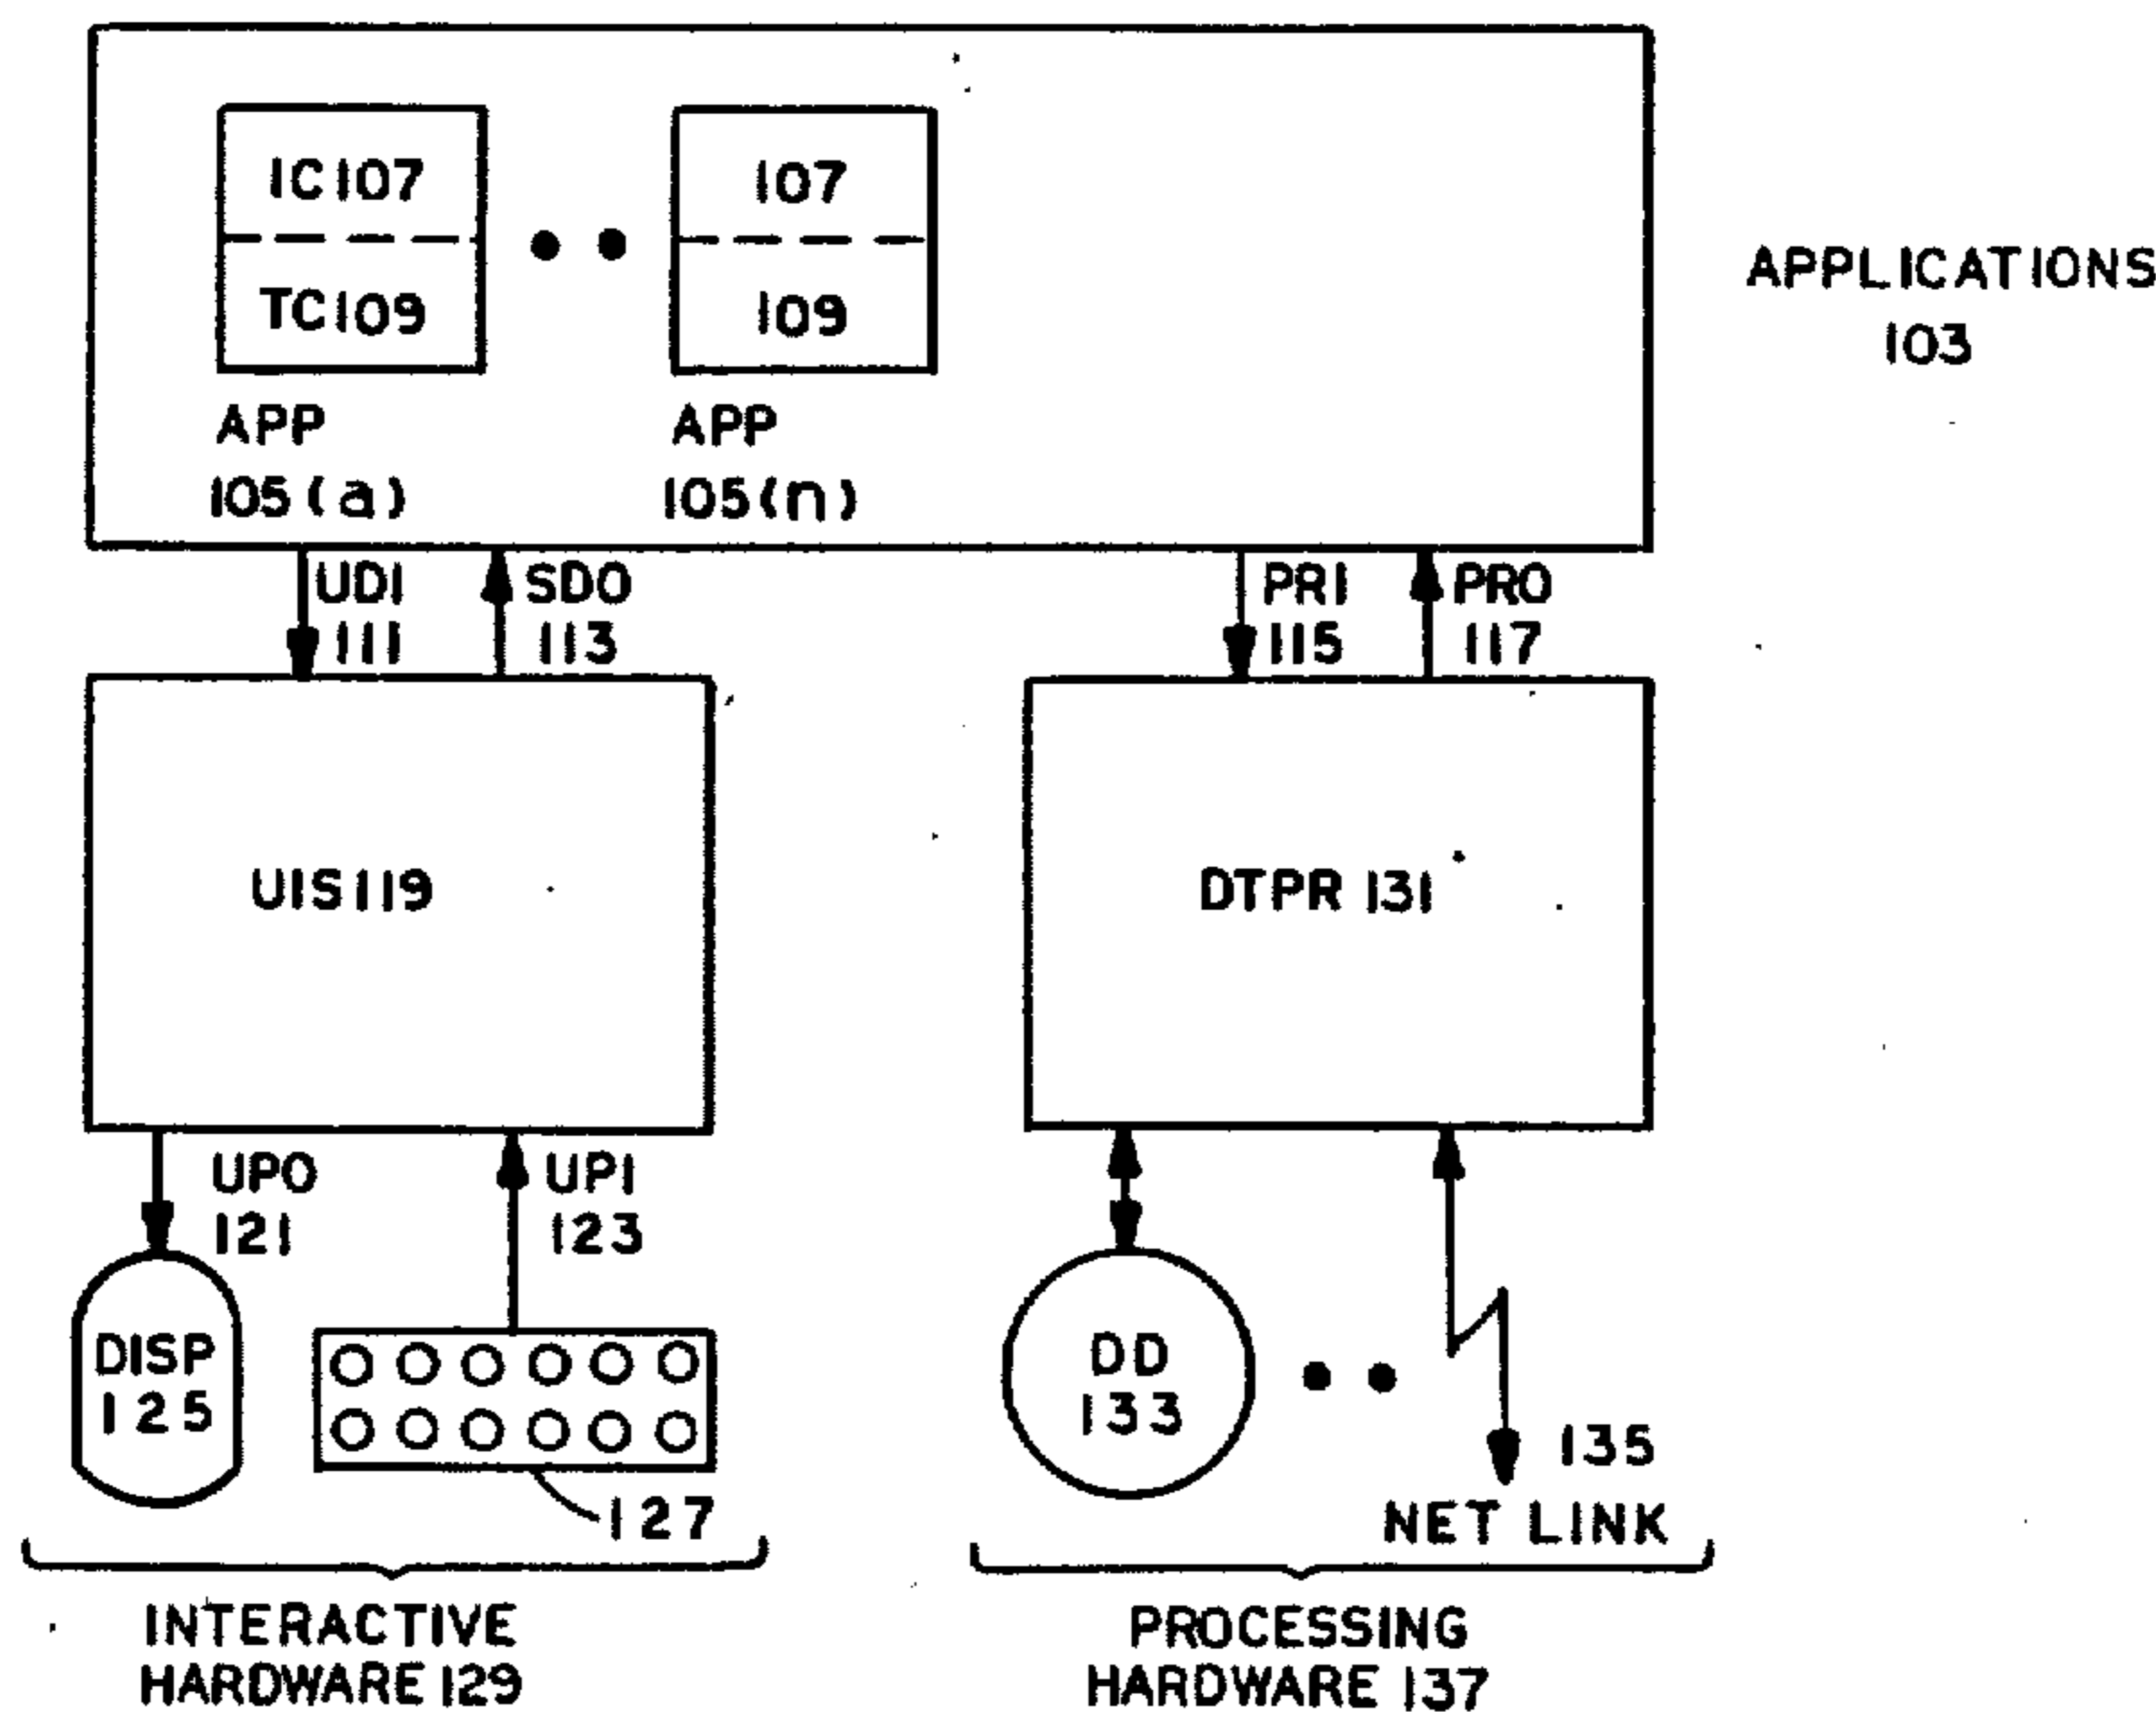 IC107
107
TC109
109
APP
105(a)
APP
105(n)
APPLICATIONS
103
UDI
111
SDO
113
PRI
115
PRO
117
UIS119
DTPR 131
UPO
121
UPI
123
DISP
125
127
DD
133
135
NET LINK
INTERACTIVE
HARDWARE 129
PROCESSING
HARDWARE 137